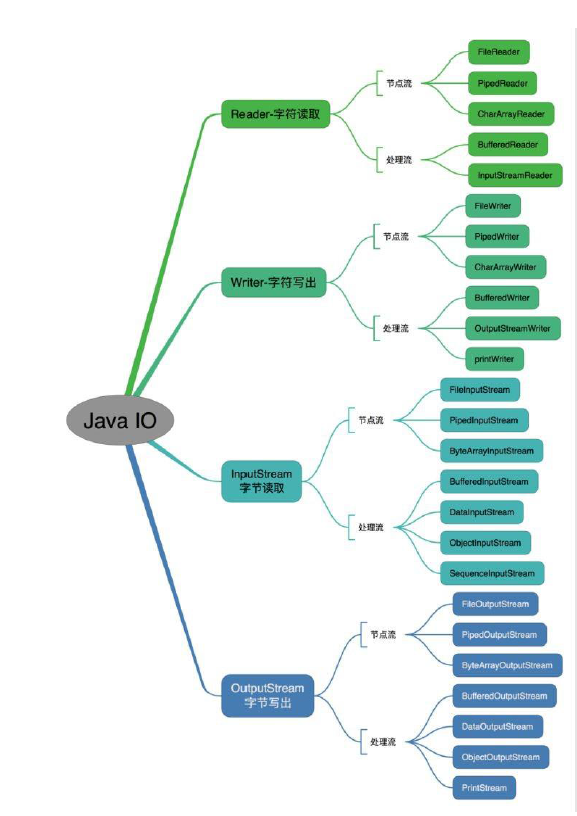 Java IO
Reader-字符读取
节点流
FileReader
PipedReader
CharArrayReader
处理流
BufferedReader
InputStreamReader
Writer-字符写出
节点流
FileWriter
PipedWriter
CharArrayWriter
处理流
BufferedWriter
OutputStreamWriter
printWriter
InputStream
字节读取
节点流
FileInputStream
PipedInputStream
ByteArrayInputStream
处理流
BufferedInputStream
DataInputStream
ObjectInputStream
SequenceInputStream
OutputStream
字节写出
节点流
FileOutputStream
PipedOutputStream
ByteArrayOutputStream
处理流
BufferedOutputStream
DataOutputStream
ObjectOutputStream
PrintStream